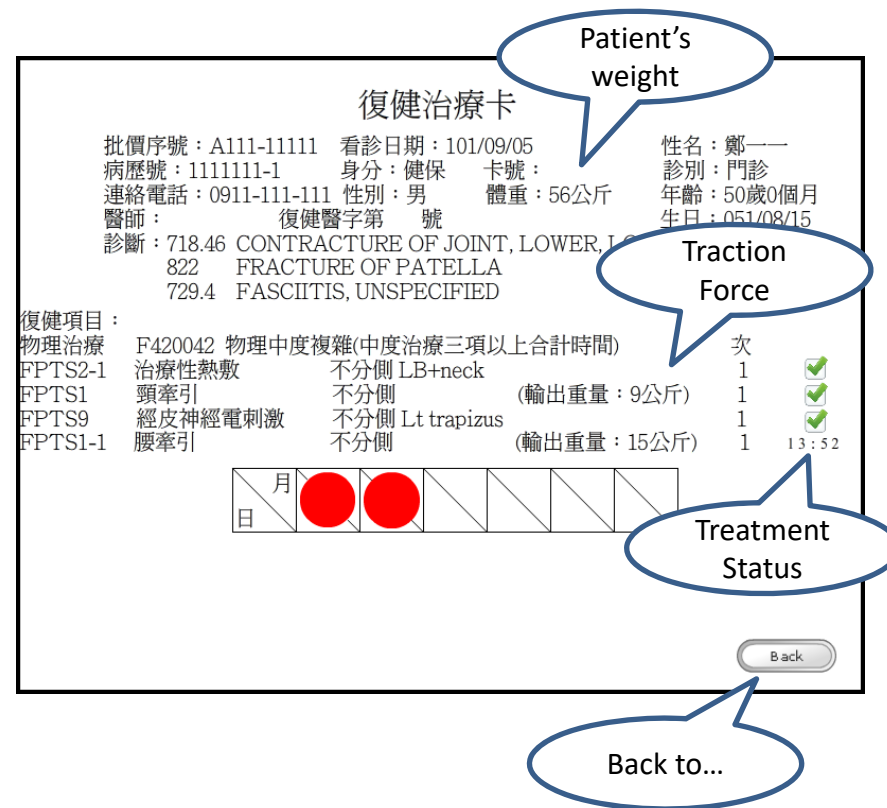 Patient's
weight
復健治療卡
批價序號：A111-11111 看診日期：101/09/05 性名：鄭一一
病歷號：1111111-1 身分：健保 卡號： 診別：門診
連絡電話：0911-111-111 性別：男 體重：56公斤 年齡：50歲0個月
醫師： 復健醫字第 號 生日：051/08/15
診斷：718.46 CONTRACTURE OF JOINT, LOWER, L
822 FRACTURE OF PATELLA
729.4 FASCIITIS, UNSPECIFIED
Traction
Force
復健項目：
物理治療 F420042 物理中度複雜(中度治療三項以上合計時間) 次
FPTS2-1 治療性熱敷 不分側 LB+neck 1
FPTS1 頸牽引 不分側 (輸出重量：9公斤) 1
FPTS9 經皮神經電刺激 不分側 Lt trapizus 1
FPTS1-1 腰牽引 不分側 (輸出重量：15公斤) 1 13:52
月
日
Treatment
Status
Back
Back to...